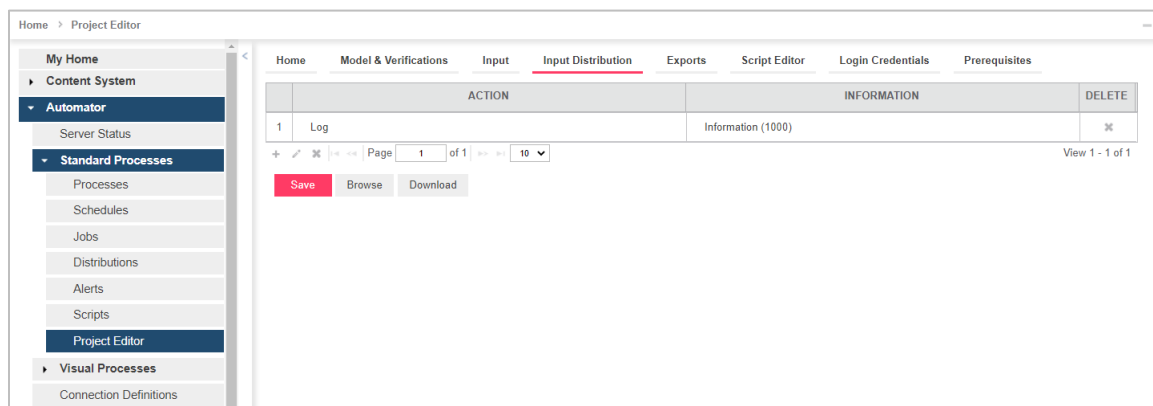 Home > Project Editor
My Home
Content System
Automator
Server Status
Standard Processes
Processes
Schedules
Jobs
Distributions
Alerts
Scripts
Project Editor
Visual Processes
Connection Definitions
Home Model & Verifications Input Input Distribution Exports Script Editor Login Credentials Prerequisites
ACTION INFORMATION DELETE
1 Log Information (1000)
Page 1 of 1 10 View 1 - 1 of 1
Save Browse Download